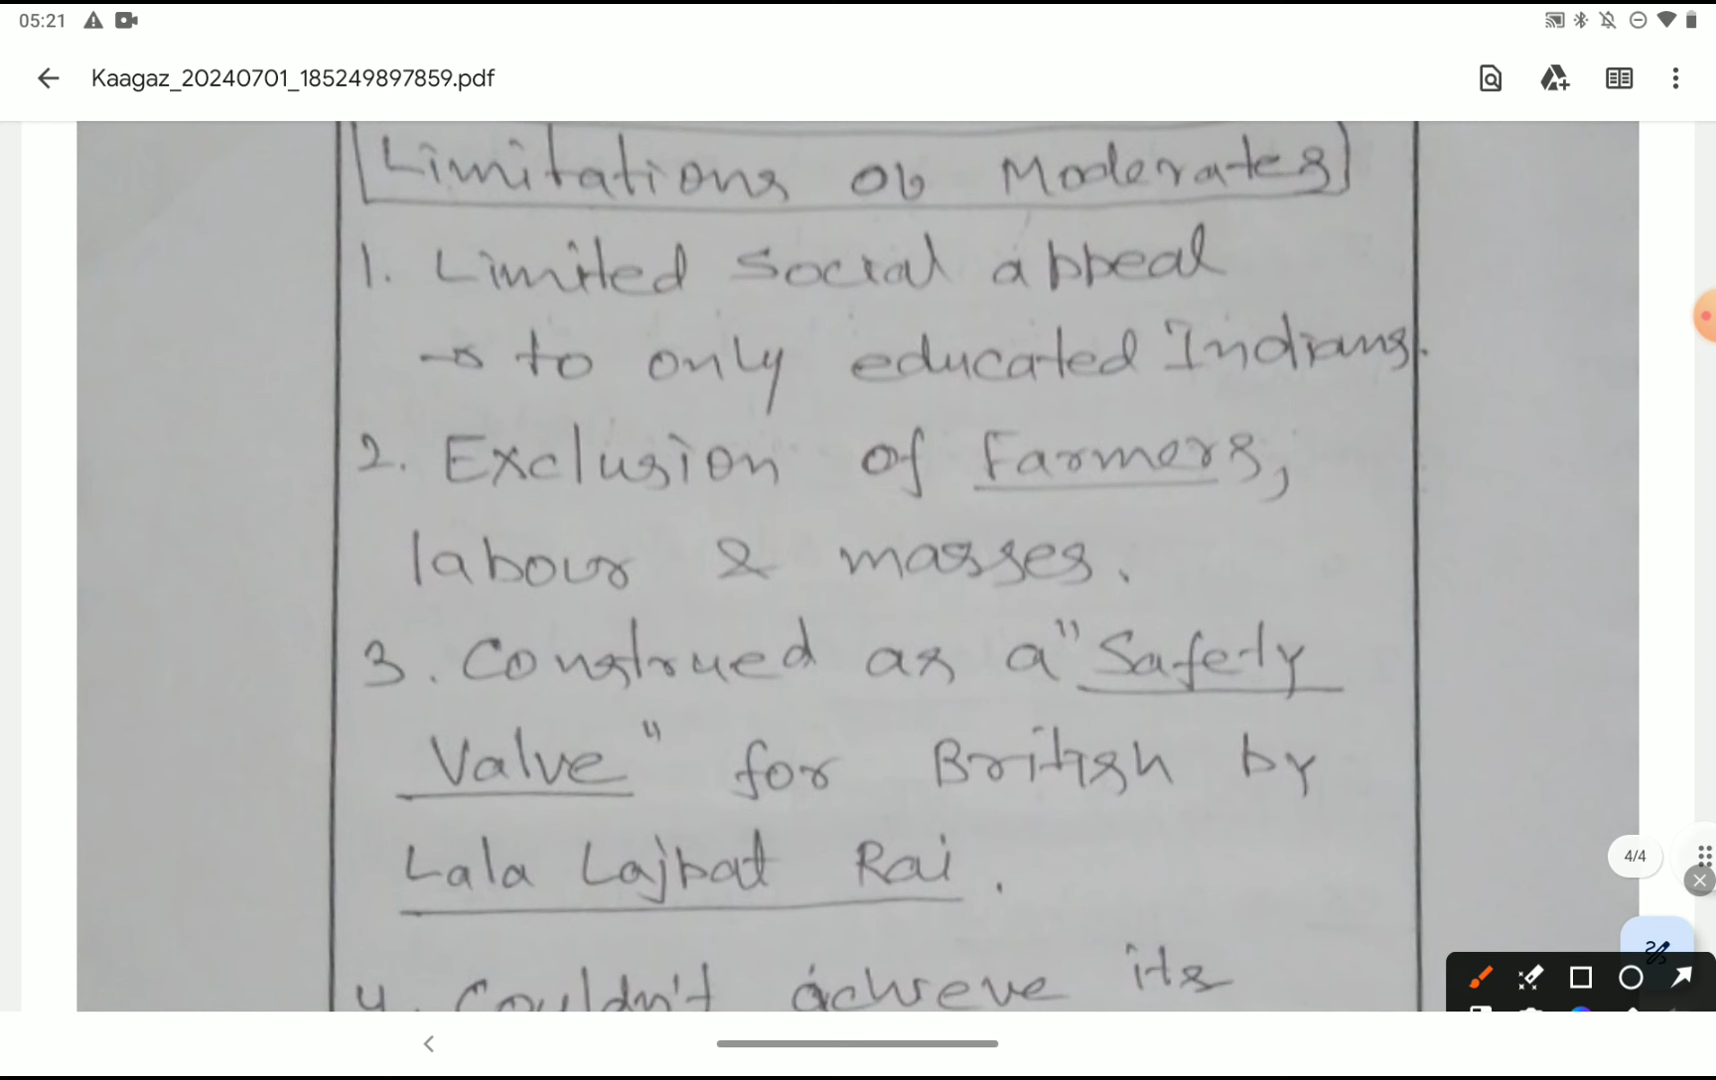 05:21
Kaagaz_20240701_185249897859.pdf
Limitations of Moderates
1. Limited Social appeal
→ to only educated Indians.
2. Exclusion of Farmers,
labour & masses.
3. Construed as a "Safety
Valve" for British by
Lala Lajpat Rai.
4. Couldn't achieve its
4/4